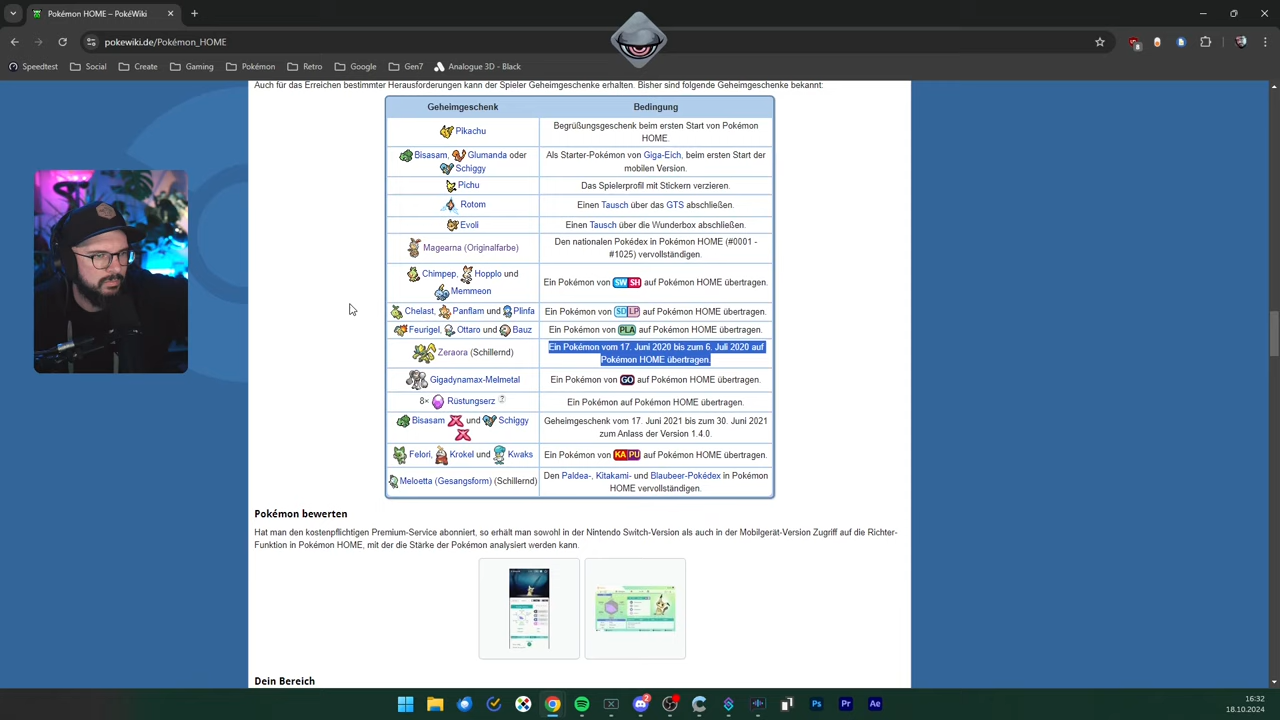 Pokémon HOME – PokéWiki
pokewiki.de/Pokémon_HOME
Speedtest Social Create Gaming Pokémon Retro Google Gen7 Analogue 3D - Black
Auch für das Erreichen bestimmter Herausforderungen kann der Spieler Geheimgeschenke erhalten. Bisher sind folgende Geheimgeschenke bekannt:
Geheimgeschenk Bedingung
Pikachu
Begrüßungsgeschenk beim ersten Start von Pokémon
HOME.
Bisasam, Glumanda oder
Schiggy
Als Starter-Pokémon von Giga-Eich, beim ersten Start der
mobilen Version.
Pichu Das Spielerprofil mit Stickern verzieren.
Rotom Einen Tausch über das GTS abschließen.
Evoli Einen Tausch über die Wunderbox abschließen.
Magearna (Originalfarbe)
Den nationalen Pokédex in Pokémon HOME (#0001 -
#1025) vervollständigen.
Chimpep, Hopplo und
Memmeon
Ein Pokémon von SW SH auf Pokémon HOME übertragen.
Chelast, Panflam und Plinfa Ein Pokémon von SD LP auf Pokémon HOME übertragen.
Feurigel, Ottaro und Bauz Ein Pokémon von PLA auf Pokémon HOME übertragen.
Zeraora (Schillernd)
Ein Pokémon vom 17. Juni 2020 bis zum 6. Juli 2020 auf
Pokémon HOME übertragen.
Gigadynamax-Melmetal Ein Pokémon von GO auf Pokémon HOME übertragen.
8× Rüstungserz ? Ein Pokémon auf Pokémon HOME übertragen.
Bisasam und Schiggy
Geheimgeschenk vom 17. Juni 2021 bis zum 30. Juni 2021
zum Anlass der Version 1.4.0.
Felori, Krokel und Kwaks Ein Pokémon von KA PU auf Pokémon HOME übertragen.
Meloetta (Gesangsform) (Schillernd)
Den Paldea-, Kitakami- und Blaubeer-Pokédex in Pokémon
HOME vervollständigen.
Pokémon bewerten
Hat man den kostenpflichtigen Premium-Service abonniert, so erhält man sowohl in der Nintendo Switch-Version als auch in der Mobilgerät-Version Zugriff auf die Richter-
Funktion in Pokémon HOME, mit der die Stärke der Pokémon analysiert werden kann.
Dein Bereich
2
Ps Pr Ae
16:32
18.10.2024